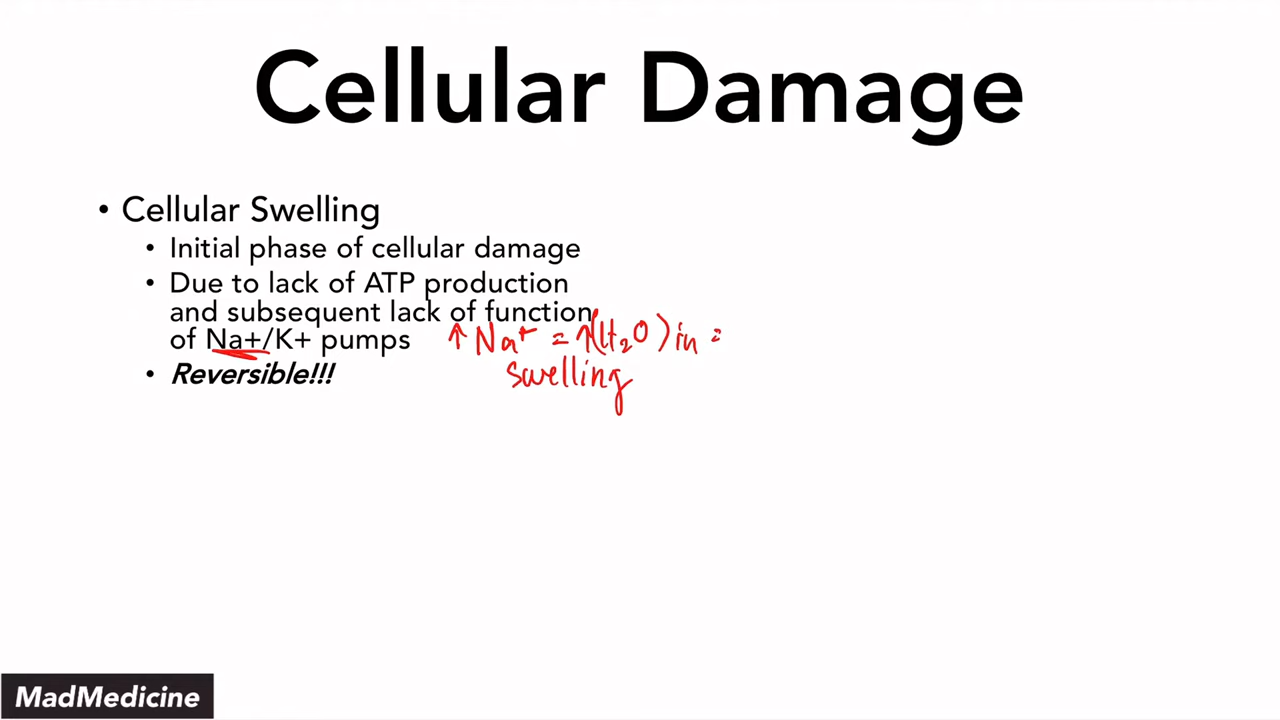 Cellular Damage
• Cellular Swelling
• Initial phase of cellular damage
• Due to lack of ATP production
and subsequent lack of function
of Na+/K+ pumps ↑ Na+ = ↑(H₂O) in =
swelling
• Reversible!!!
MadMedicine